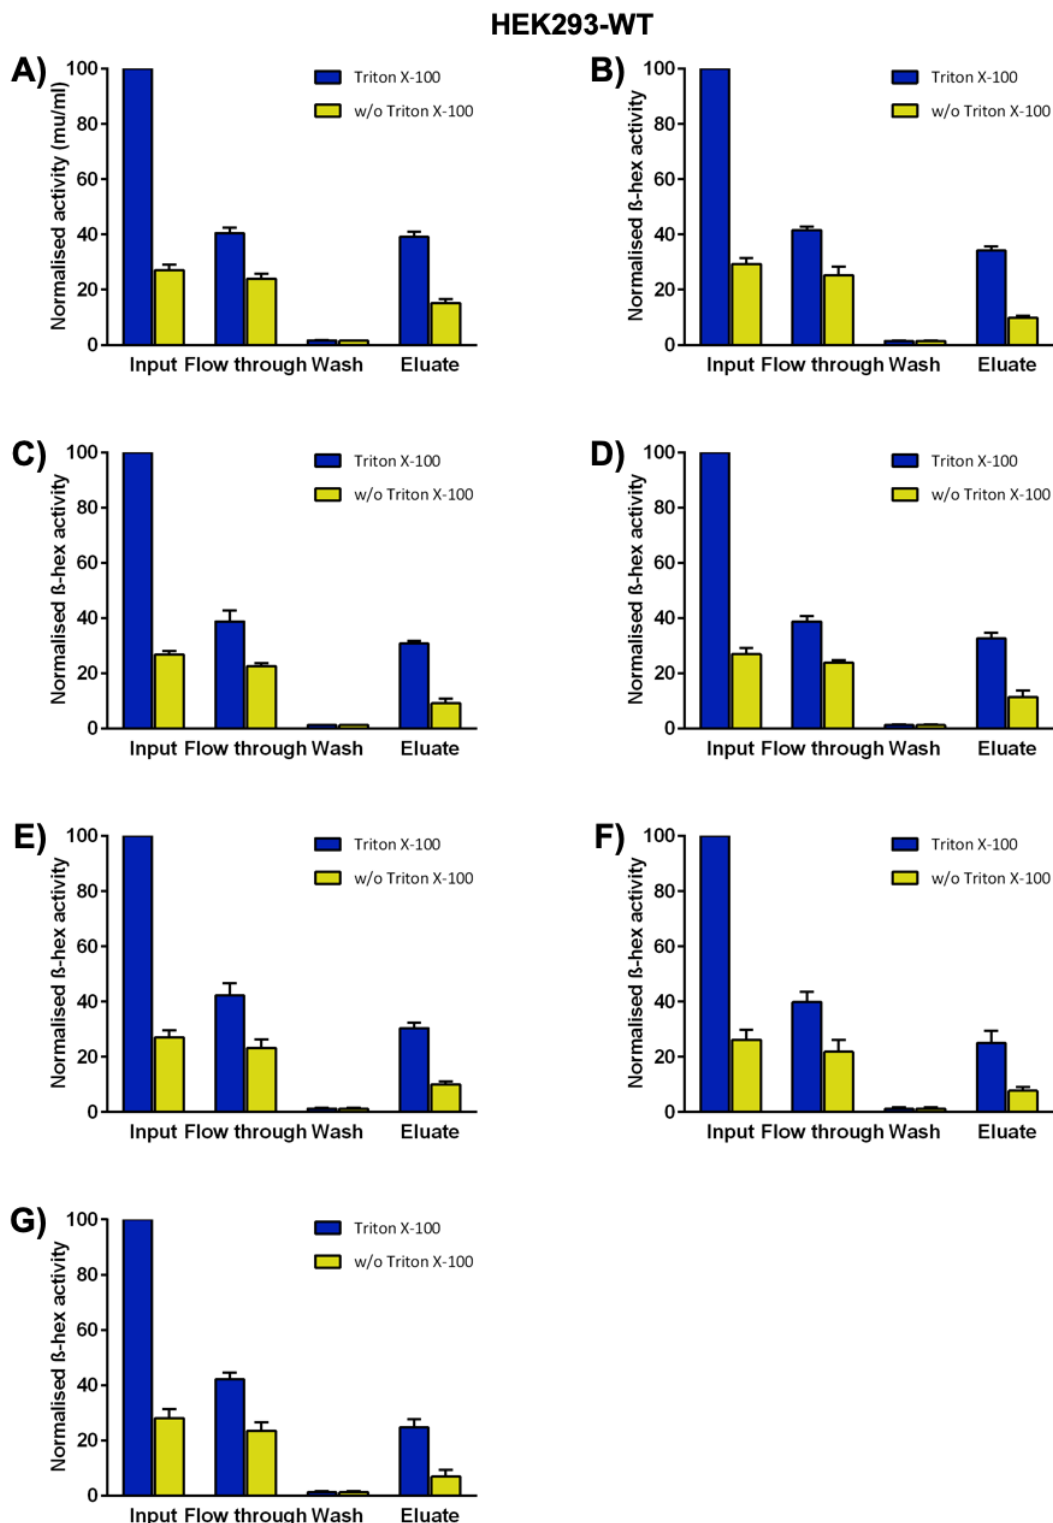 HEK293-WT
A)
Normalised activity (mu/ml)
100
80
60
40
20
0
Triton X-100
w/o Triton X-100
Input Flow through Wash Eluate
B)
Normalised ß-hex activity
100
80
60
40
20
0
Triton X-100
w/o Triton X-100
Input Flow through Wash Eluate
C)
Normalised ß-hex activity
100
80
60
40
20
0
Triton X-100
w/o Triton X-100
Input Flow through Wash Eluate
D)
Normalised ß-hex activity
100
80
60
40
20
0
Triton X-100
w/o Triton X-100
Input Flow through Wash Eluate
E)
Normalised ß-hex activity
100
80
60
40
20
0
Triton X-100
w/o Triton X-100
Input Flow through Wash Eluate
F)
Normalised ß-hex activity
100
80
60
40
20
0
Triton X-100
w/o Triton X-100
Input Flow through Wash Eluate
G)
Normalised ß-hex activity
100
80
60
40
20
0
Triton X-100
w/o Triton X-100
Input Flow through Wash Eluate